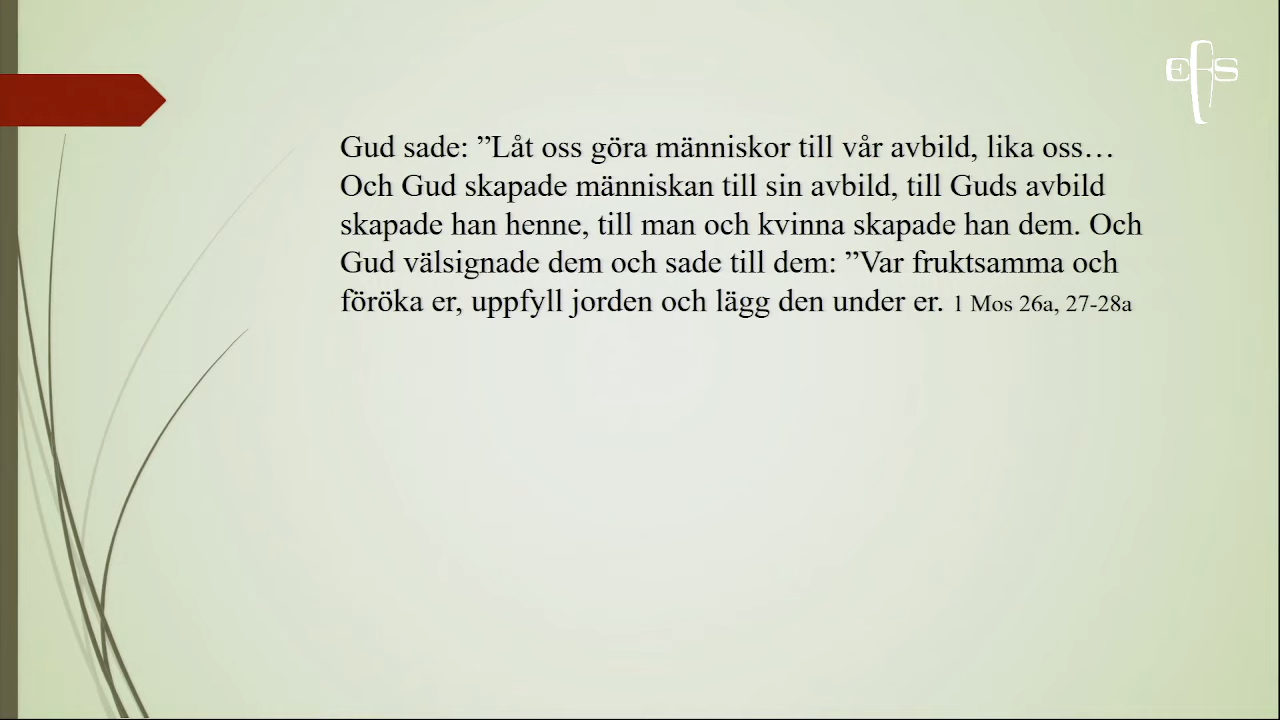 EFS
Gud sade: ”Låt oss göra människor till vår avbild, lika oss…
Och Gud skapade människan till sin avbild, till Guds avbild
skapade han henne, till man och kvinna skapade han dem. Och
Gud välsignade dem och sade till dem: ”Var fruktsamma och
föröka er, uppfyll jorden och lägg den under er. 1 Mos 26a, 27-28a